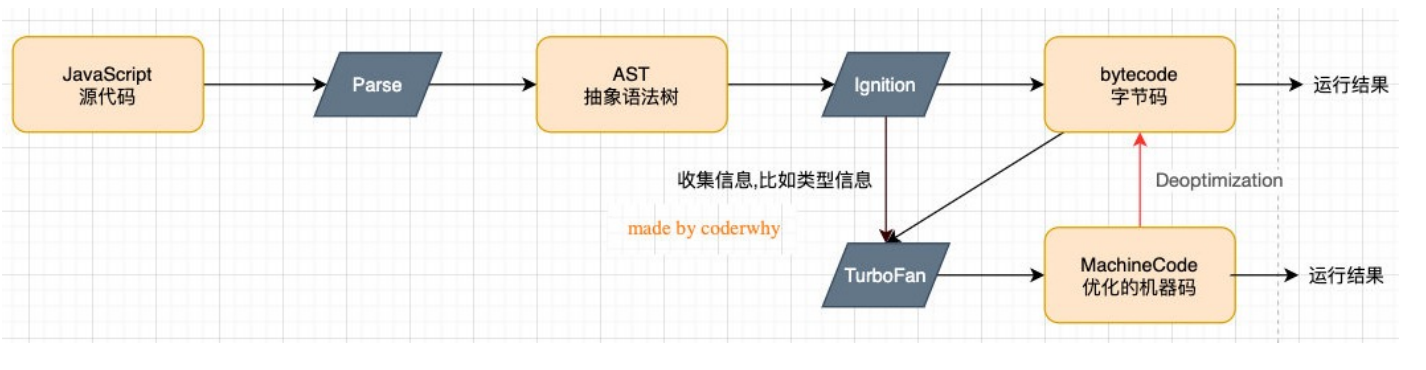 JavaScript
源代码
Parse
AST
抽象语法树
Ignition
bytecode
字节码
运行结果
收集信息,比如类型信息
Deoptimization
made by coderwhy
TurboFan
MachineCode
优化的机器码
运行结果